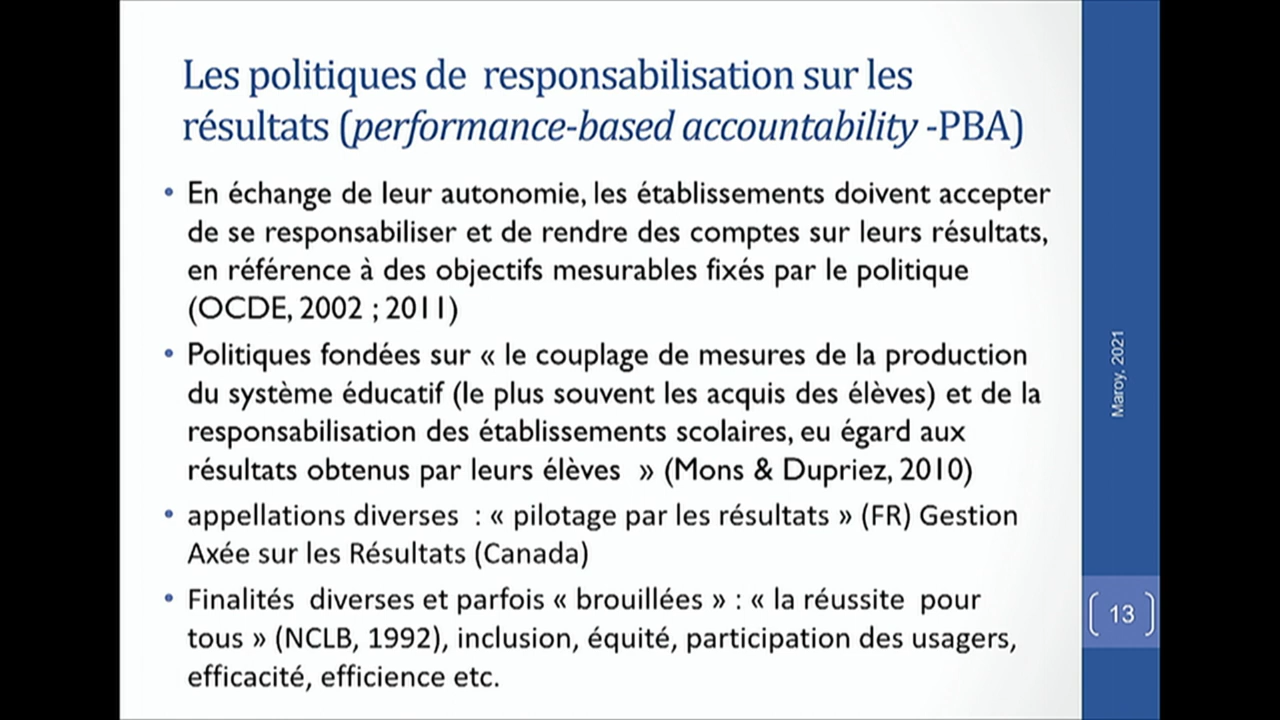 Les politiques de responsabilisation sur les
résultats (performance-based accountability -PBA)
• En échange de leur autonomie, les établissements doivent accepter
de se responsabiliser et de rendre des comptes sur leurs résultats,
en référence à des objectifs mesurables fixés par le politique
(OCDE, 2002 ; 2011)
• Politiques fondées sur « le couplage de mesures de la production
du système éducatif (le plus souvent les acquis des élèves) et de la
responsabilisation des établissements scolaires, eu égard aux
résultats obtenus par leurs élèves » (Mons & Dupriez, 2010)
• appellations diverses : « pilotage par les résultats » (FR) Gestion
Axée sur les Résultats (Canada)
• Finalités diverses et parfois « brouillées » : « la réussite pour
tous » (NCLB, 1992), inclusion, équité, participation des usagers,
efficacité, efficience etc.
Maroy, 2021
13